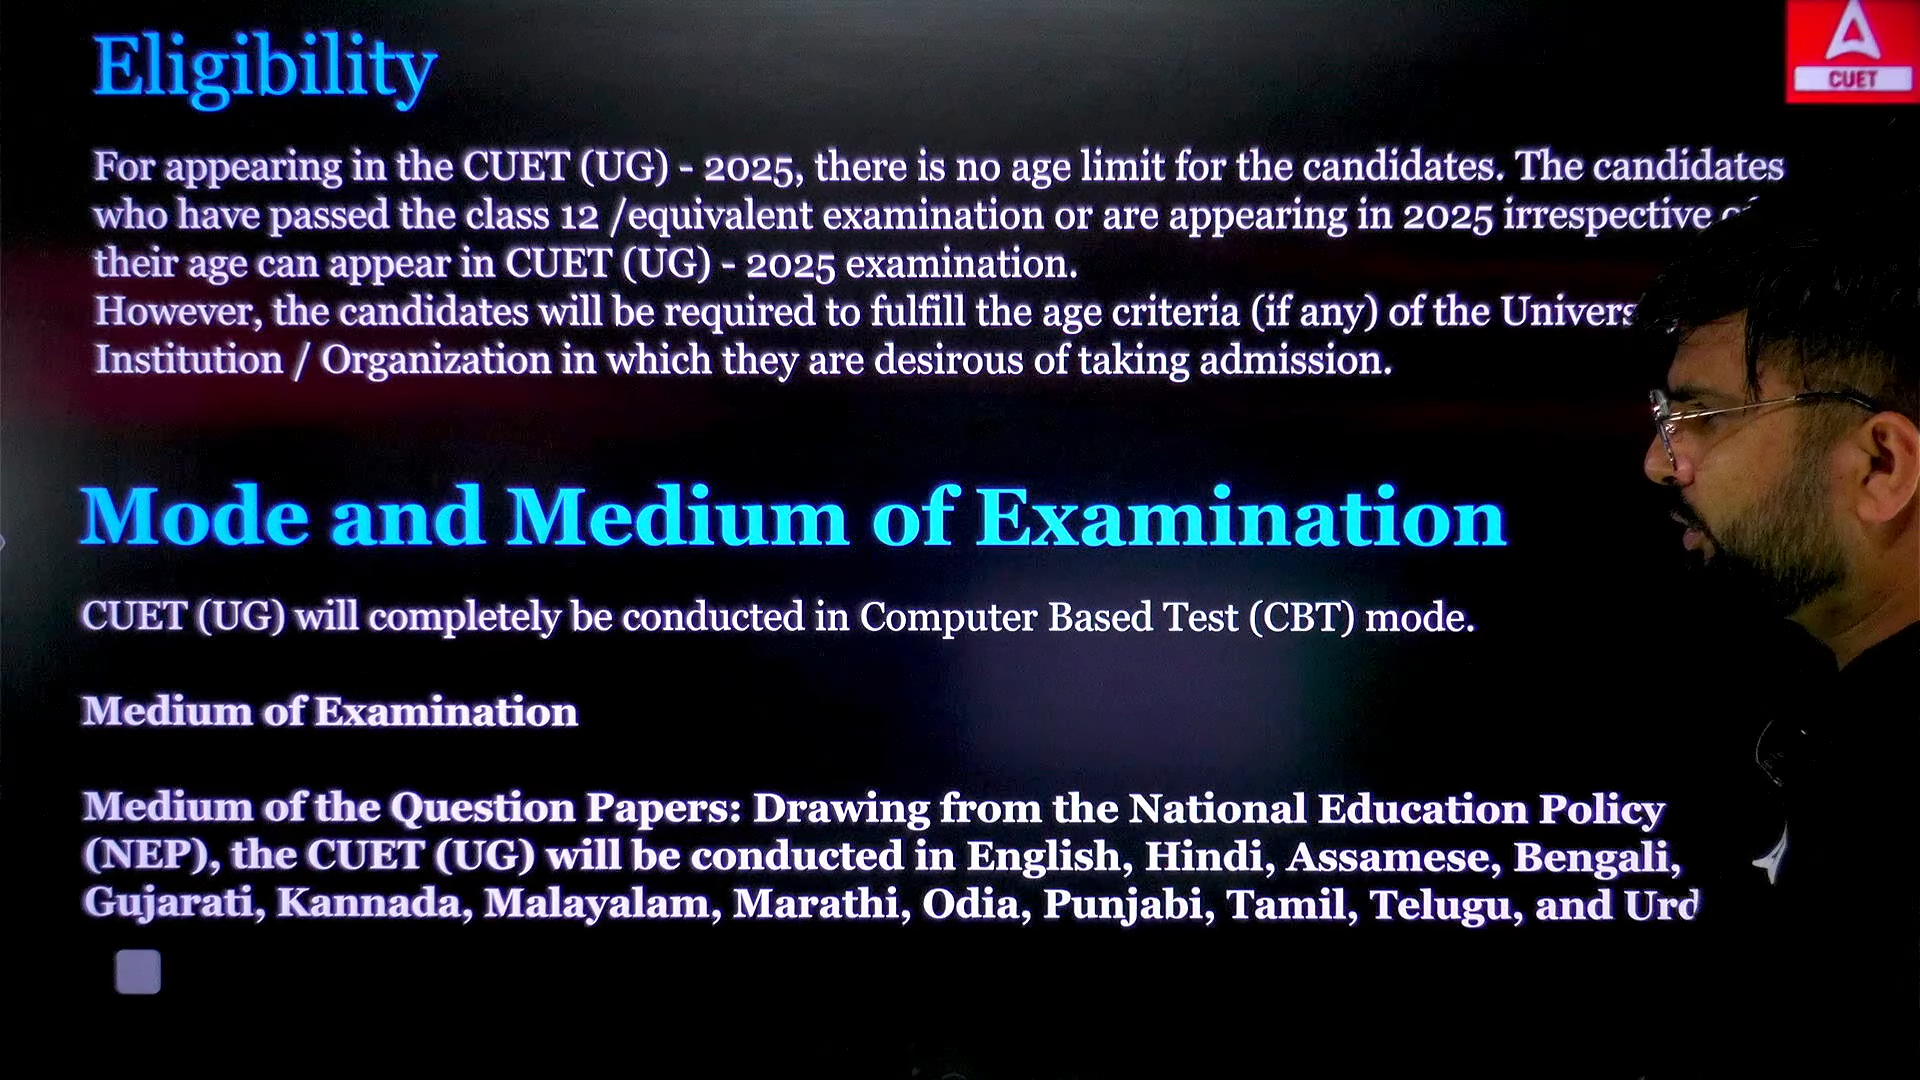 Eligibility
CUET
For appearing in the CUET (UG) - 2025, there is no age limit for the candidates. The candidates
who have passed the class 12 /equivalent examination or are appearing in 2025 irrespective
their age can appear in CUET (UG) - 2025 examination.
However, the candidates will be required to fulfill the age criteria (if any) of the
Institution / Organization in which they are desirous of taking admission.
Mode and Medium of Examination
CUET (UG) will completely be conducted in Computer Based Test (CBT) mode.
Medium of Examination
Medium of the Question Papers: Drawing from the National Education Policy
(NEP), the CUET (UG) will be conducted in English, Hindi, Assamese, Bengali,
Gujarati, Kannada, Malayalam, Marathi, Odia, Punjabi, Tamil, Telugu, and